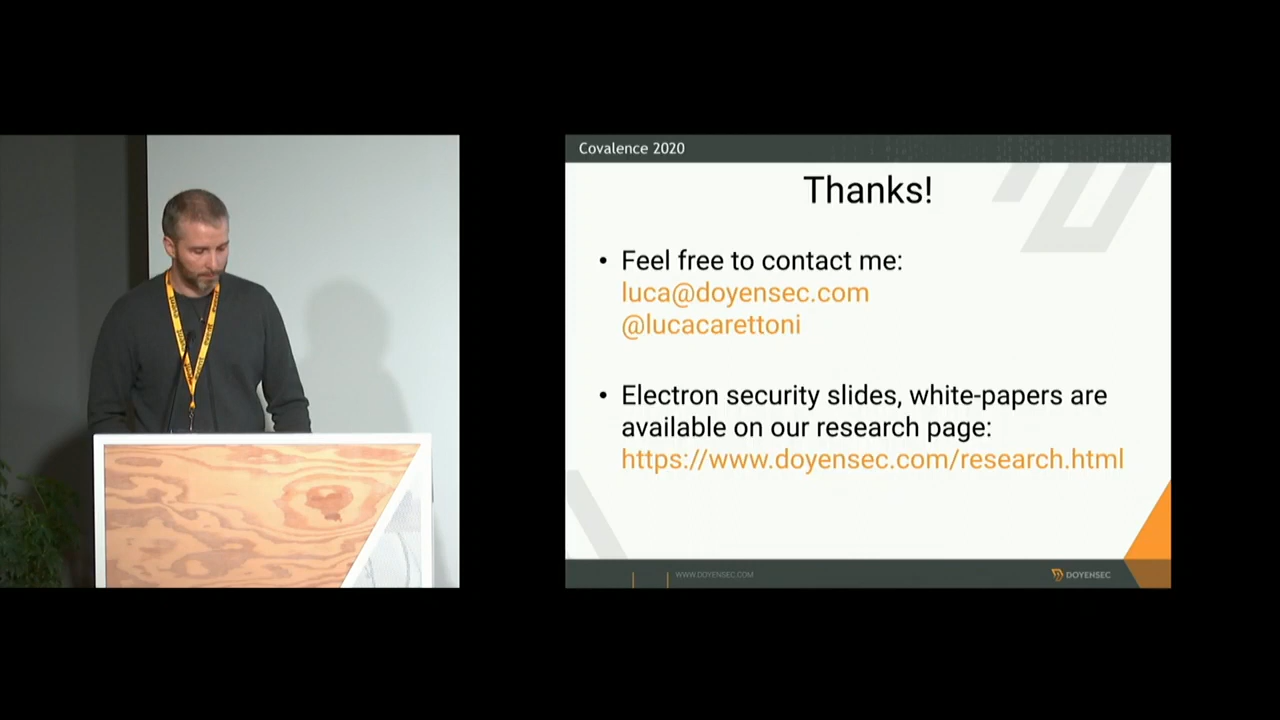 Covalence 2020
Thanks!
• Feel free to contact me:
luca@doyensec.com
@lucacarettoni
• Electron security slides, white-papers are
available on our research page:
https://www.doyensec.com/research.html
WWW.DOYENSEC.COM
DOYENSEC